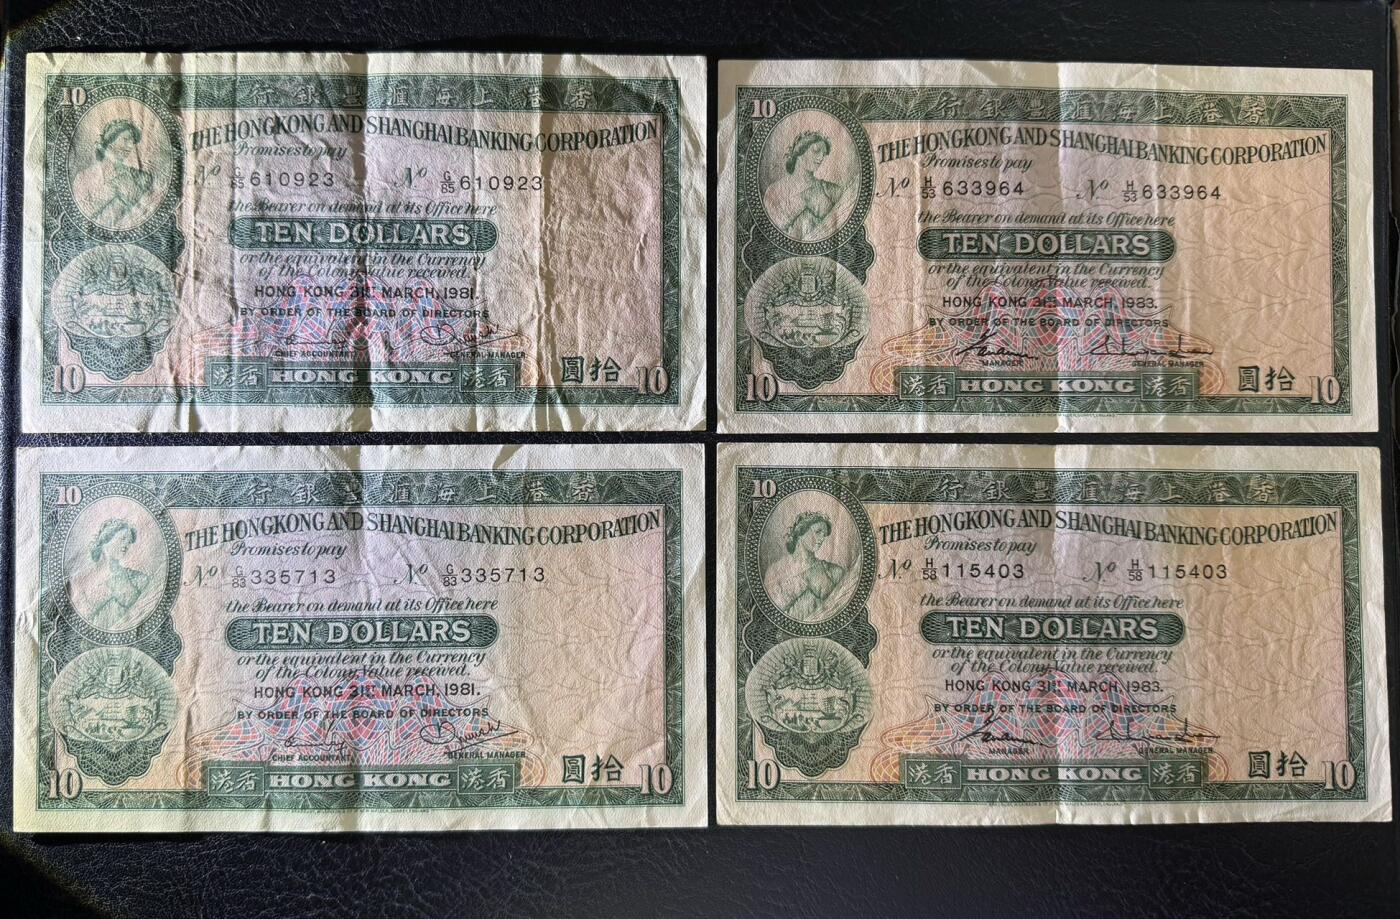 10
行銀豐滙海上港香
THE HONGKONG AND SHANGHAI BANKING CORPORATION
Promises to pay
Nº G/85 610923 Nº G/85 610923
the Bearer on demand at its Office here
TEN DOLLARS
or the equivalent in the Currency
of the Colony, Value received.
HONG KONG 31ST MARCH, 1981.
BY ORDER OF THE BOARD OF DIRECTORS
CHIEF ACCOUNTANT GENERAL MANAGER
10 港香 HONG KONG 港香 圓拾 10
10
行銀豐滙海上港香
THE HONGKONG AND SHANGHAI BANKING CORPORATION
Promises to pay
Nº H/53 633964 Nº H/53 633964
the Bearer on demand at its Office here
TEN DOLLARS
or the equivalent in the Currency
of the Colony, Value received.
HONG KONG 31ST MARCH, 1983.
BY ORDER OF THE BOARD OF DIRECTORS
MANAGER GENERAL MANAGER
10 港香 HONG KONG 港香 圓拾 10
10
行銀豐滙海上港香
THE HONGKONG AND SHANGHAI BANKING CORPORATION
Promises to pay
Nº G/83 335713 Nº G/83 335713
the Bearer on demand at its Office here
TEN DOLLARS
or the equivalent in the Currency
of the Colony, Value received.
HONG KONG 31ST MARCH, 1981.
BY ORDER OF THE BOARD OF DIRECTORS
CHIEF ACCOUNTANT GENERAL MANAGER
10 港香 HONG KONG 港香 圓拾 10
10
行銀豐滙海上港香
THE HONGKONG AND SHANGHAI BANKING CORPORATION
Promises to pay
Nº H/58 115403 Nº H/58 115403
the Bearer on demand at its Office here
TEN DOLLARS
or the equivalent in the Currency
of the Colony, Value received.
HONG KONG 31ST MARCH, 1983.
BY ORDER OF THE BOARD OF DIRECTORS
MANAGER GENERAL MANAGER
10 港香 HONG KONG 港香 圓拾 10